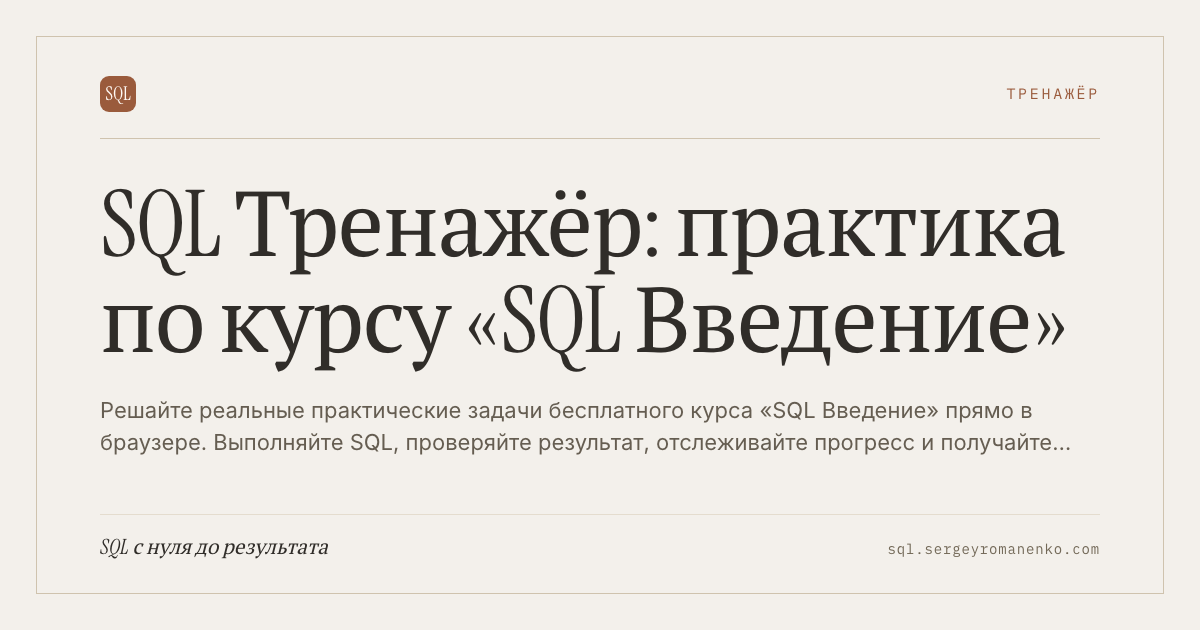 SQL
ТРЕНАЖЁР
SQL Тренажёр: практика
по курсу «SQL Введение»
Решайте реальные практические задачи бесплатного курса «SQL Введение» прямо в
браузере. Выполняйте SQL, проверяйте результат, отслеживайте прогресс и получайте…
SQL с нуля до результата
sql.sergeyromanenko.com